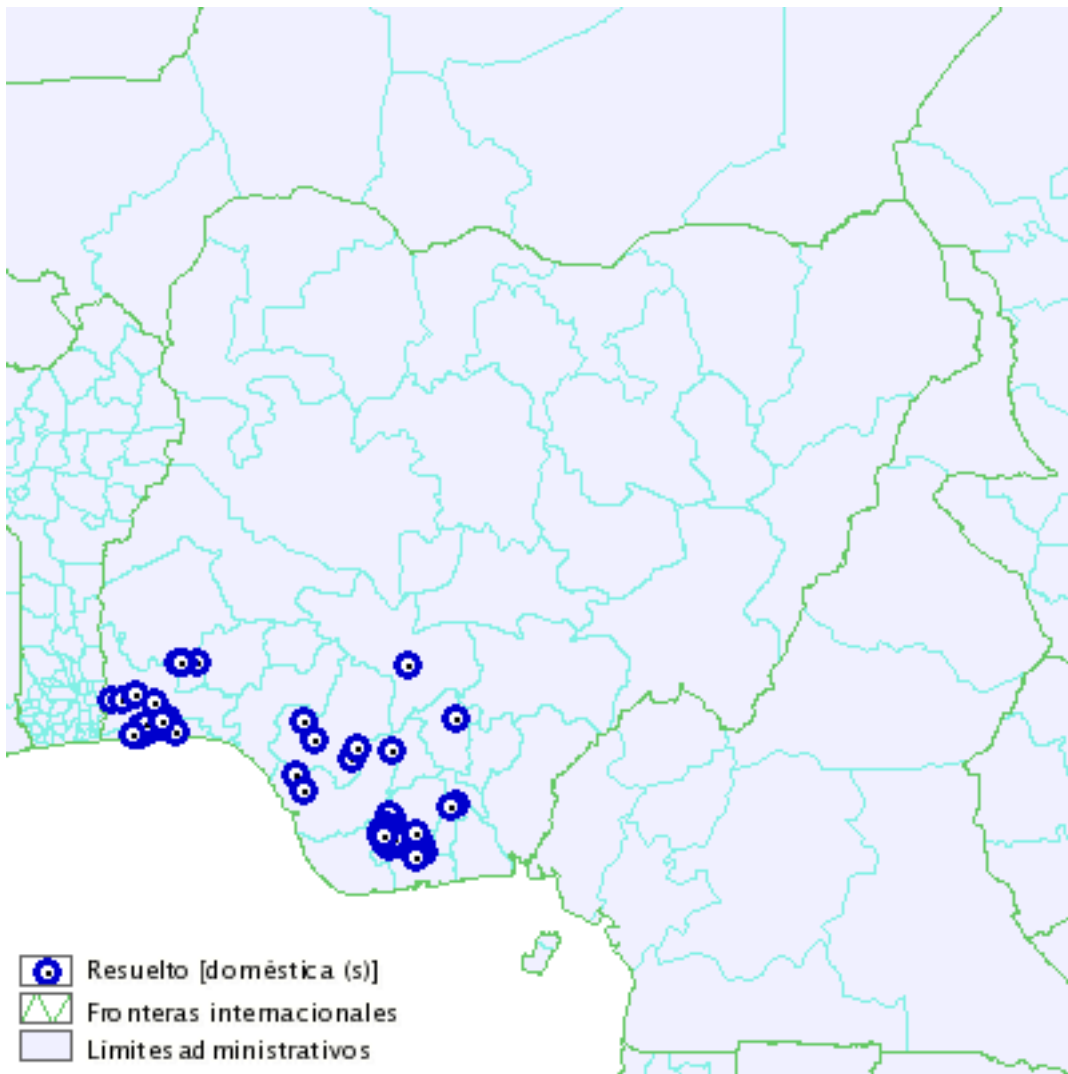 Resuelto [doméstica (s)]
Fronteras internacionales
Límites administrativos